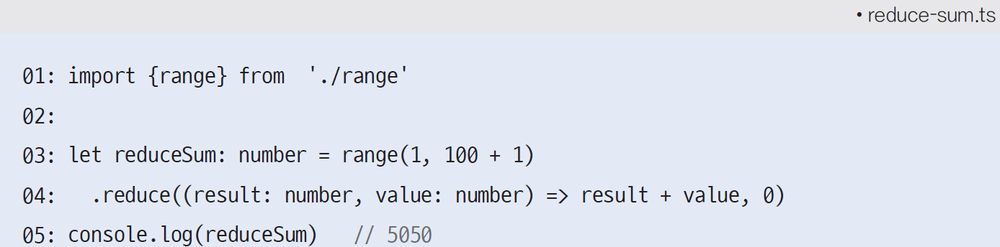 • reduce-sum.ts
01: import {range} from  './range'
02:
03: let reduceSum: number = range(1, 100 + 1)
04:   .reduce((result: number, value: number) => result + value, 0)
05: console.log(reduceSum)   // 5050